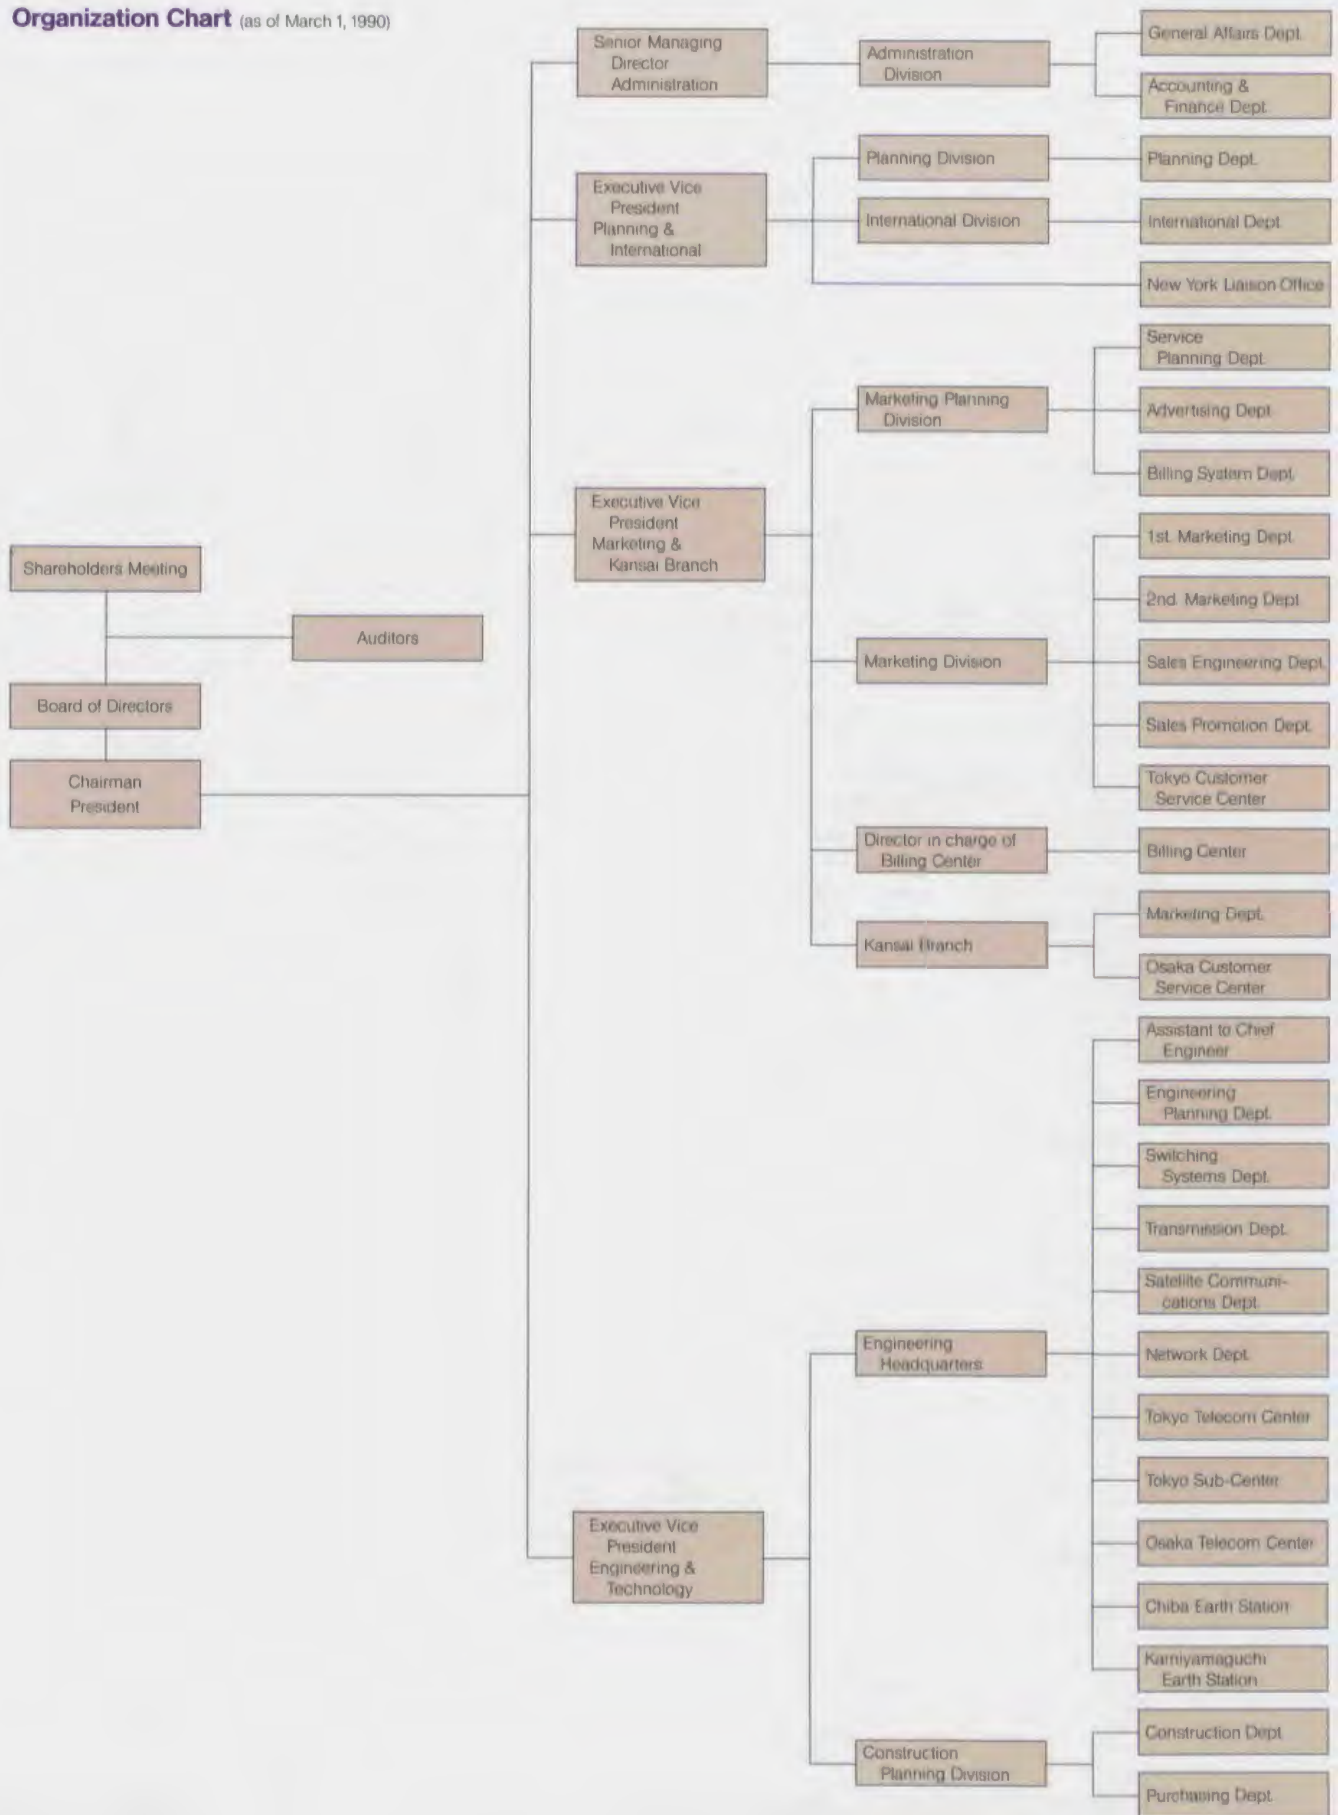 Organization Chart (as of March 1, 1990)
Senior Managing
Director
Administration
Administration
Division
General Affairs Dept.
Accounting &
Finance Dept.
Executive Vice
President
Planning &
International
Planning Division
Planning Dept.
International Division
International Dept.
New York Liaison Office
Executive Vice
President
Marketing &
Kansai Branch
Marketing Planning
Division
Service
Planning Dept.
Advertising Dept.
Billing System Dept.
Marketing Division
1st. Marketing Dept.
2nd. Marketing Dept.
Sales Engineering Dept.
Sales Promotion Dept.
Tokyo Customer
Service Center
Director in charge of
Billing Center
Billing Center
Kansai Branch
Marketing Dept.
Osaka Customer
Service Center
Shareholders Meeting
Auditors
Board of Directors
Chairman
President
Executive Vice
President
Engineering &
Technology
Engineering
Headquarters
Assistant to Chief
Engineer
Engineering
Planning Dept.
Switching
Systems Dept.
Transmission Dept.
Satellite Communi-
cations Dept.
Network Dept.
Tokyo Telecom Center
Tokyo Sub-Center
Osaka Telecom Center
Chiba Earth Station
Kamiyamaguchi
Earth Station
Construction
Planning Division
Construction Dept.
Purchasing Dept.